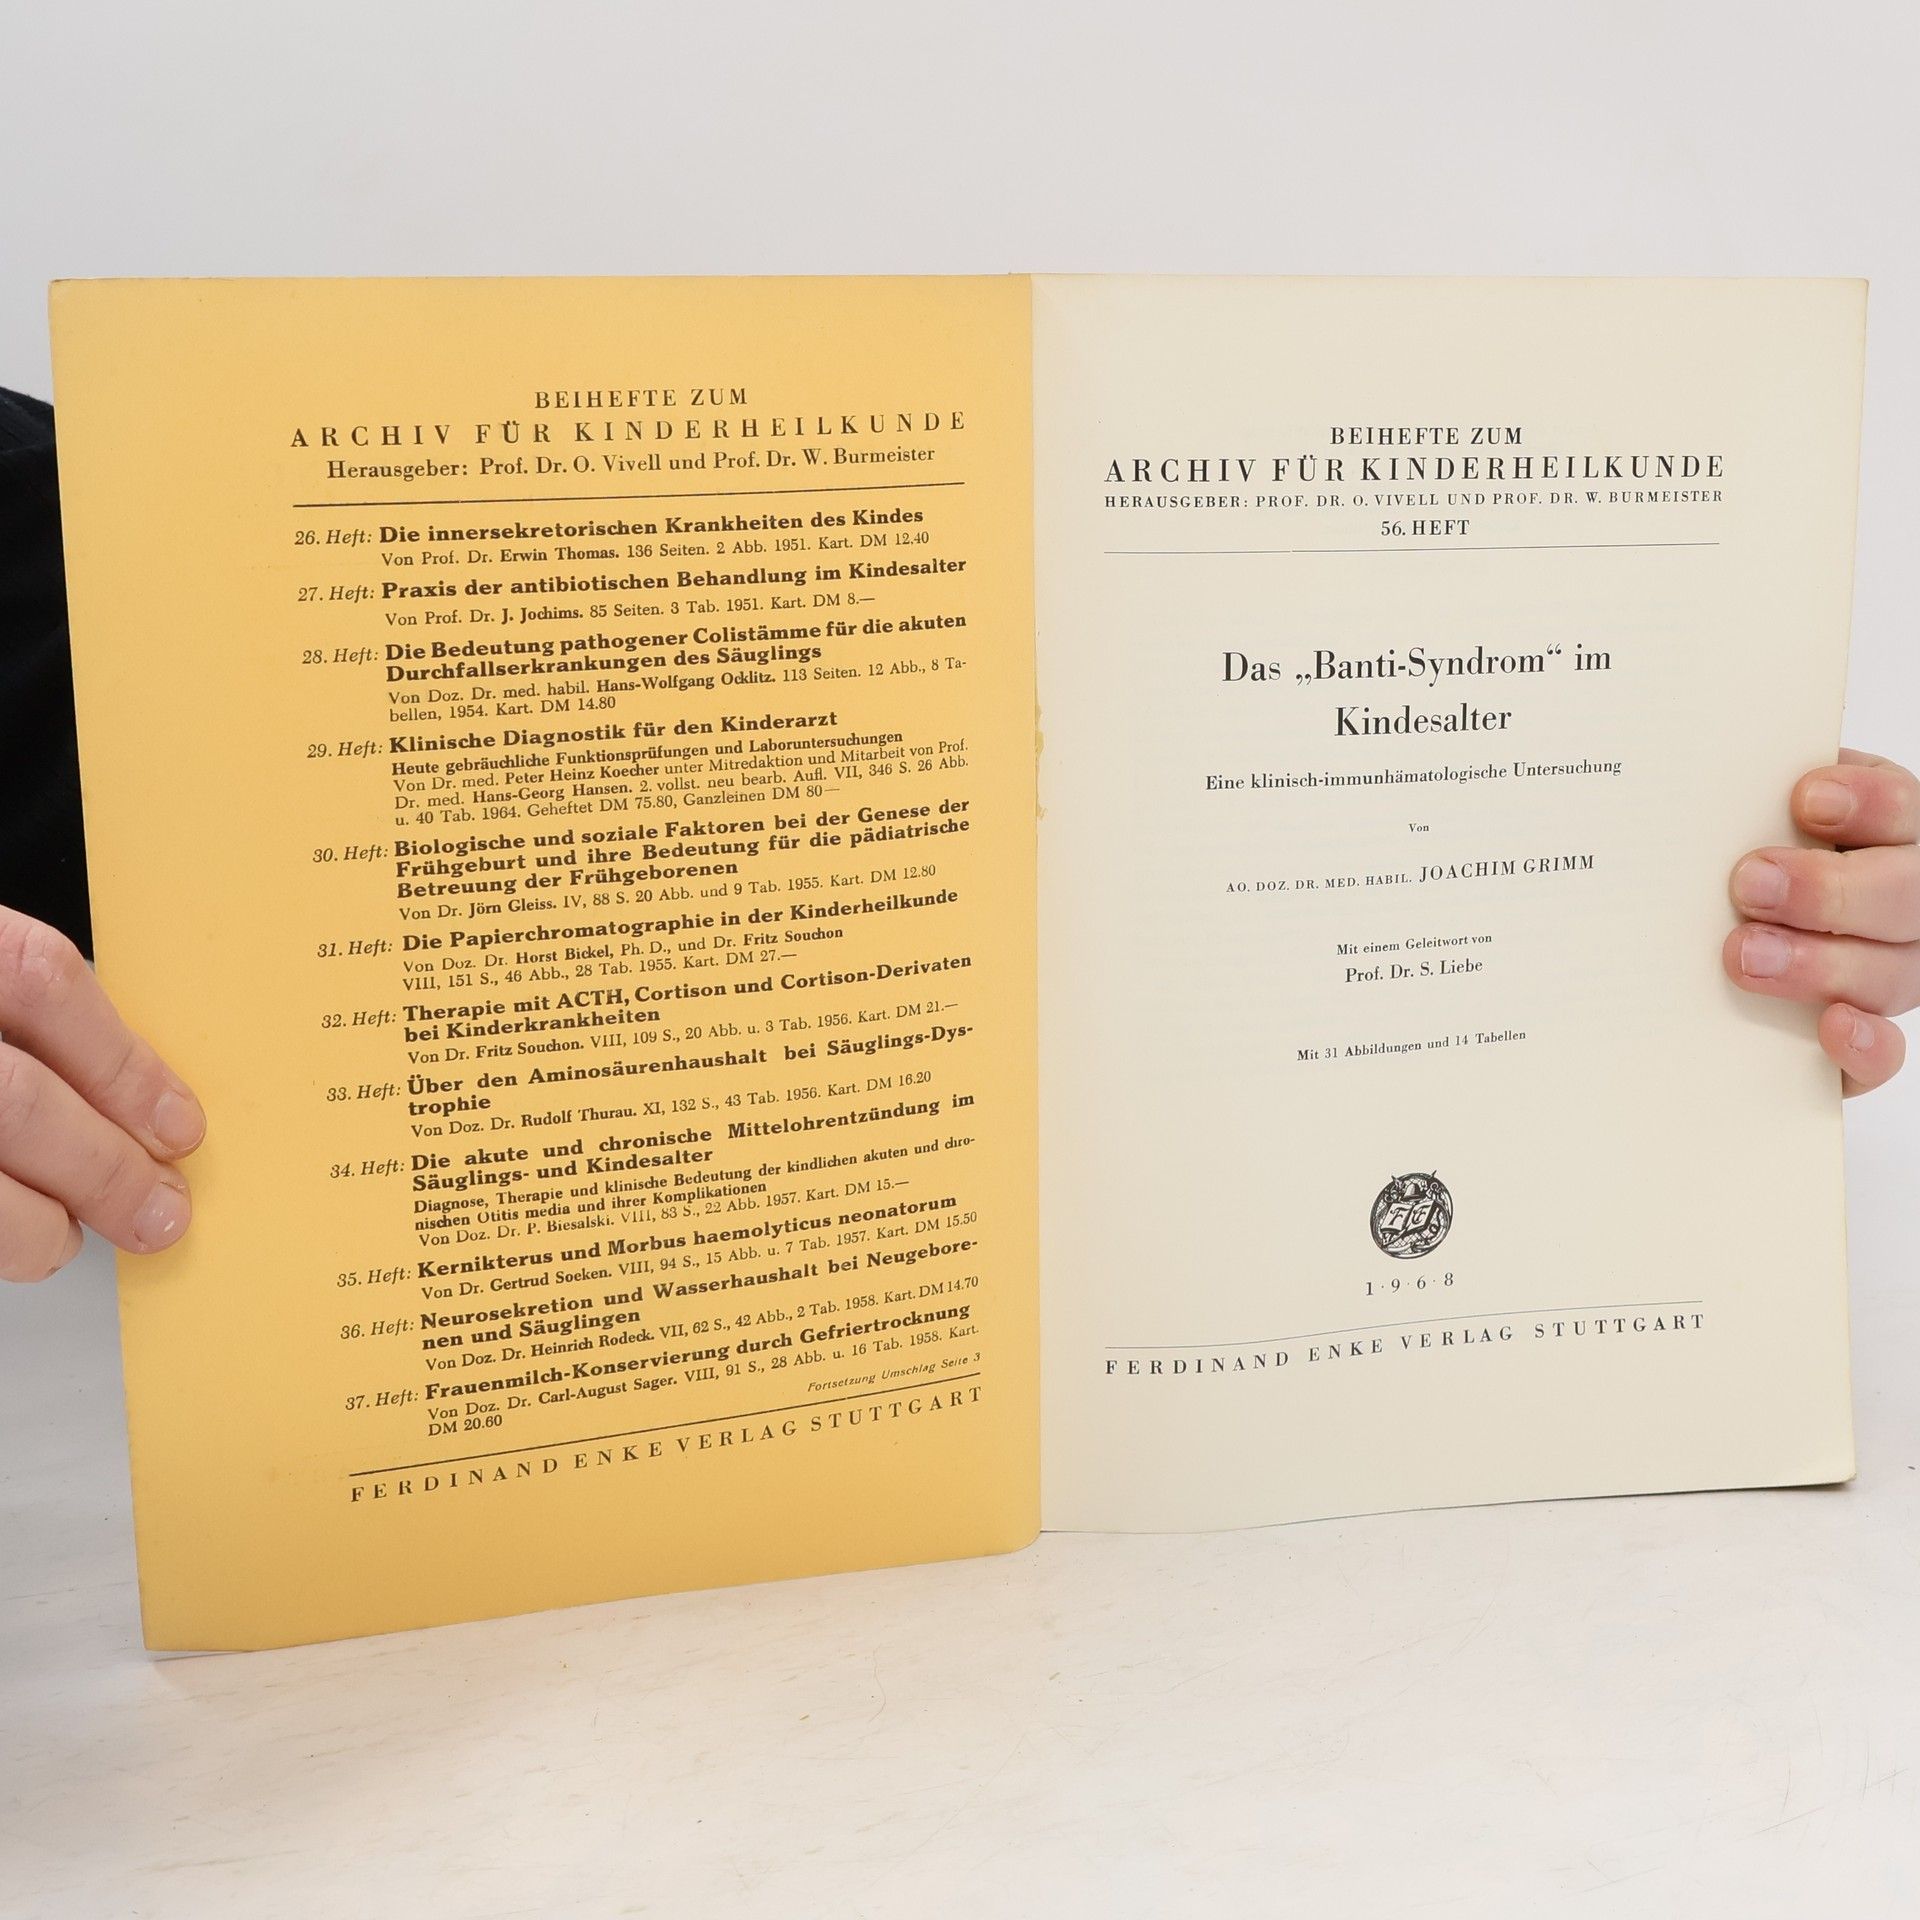 BEIHEFTE ZUM
ARCHIV FÜR KINDERHEILKUNDE
Herausgeber: Prof. Dr. O. Vivell und Prof. Dr. W. Burmeister
26. Heft: Die innersekretorischen Krankheiten des Kindes
Von Prof. Dr. Erwin Thomas. 136 Seiten. 2 Abb. 1951. Kart. DM 12.40
27. Heft: Praxis der antibiotischen Behandlung im Kindesalter
Von Prof. Dr. J. Jochims. 85 Seiten. 3 Tab. 1951. Kart. DM 8.—
28. Heft: Die Bedeutung pathogener Colistämme für die akuten
Durchfallserkrankungen des Säuglings
Von Doz. Dr. med. habil. Hans-Wolfgang Ocklitz. 113 Seiten. 12 Abb., 8 Ta-
bellen, 1954. Kart. DM 14.80
29. Heft: Klinische Diagnostik für den Kinderarzt
Heute gebräuchliche Funktionsprüfungen und Laboruntersuchungen
Von Dr. med. Peter Heinz Koecher unter Mitredaktion und Mitarbeit von Prof.
Dr. med. Hans-Georg Hansen. 2. vollst. neu bearb. Aufl. VII, 346 S. 26 Abb.
u. 40 Tab. 1964. Geheftet DM 75.80, Ganzleinen DM 80—
30. Heft: Biologische und soziale Faktoren bei der Genese der
Frühgeburt und ihre Bedeutung für die pädiatrische
Betreuung der Frühgeborenen
Von Dr. Jörn Gleiss. IV, 88 S. 20 Abb. und 9 Tab. 1955. Kart. DM 12.80
31. Heft: Die Papierchromatographie in der Kinderheilkunde
Von Doz. Dr. Horst Bickel, Ph. D., und Dr. Fritz Souchon
VIII, 151 S., 46 Abb., 28 Tab. 1955. Kart. DM 27.—
32. Heft: Therapie mit ACTH, Cortison und Cortison-Derivaten
bei Kinderkrankheiten
Von Dr. Fritz Souchon. VIII, 109 S., 20 Abb. u. 3 Tab. 1956. Kart. DM 21.—
33. Heft: Über den Aminosäurenhaushalt bei Säuglings-Dys-
trophie
Von Doz. Dr. Rudolf Thurau. XI, 132 S., 43 Tab. 1956. Kart. DM 16.20
34. Heft: Die akute und chronische Mittelohrentzündung im
Säuglings- und Kindesalter
Diagnose, Therapie und klinische Bedeutung der kindlichen akuten und chro-
nischen Otitis media und ihrer Komplikationen
Von Doz. Dr. P. Biesalski. VIII, 83 S., 22 Abb. 1957. Kart. DM 15.—
35. Heft: Kernikterus und Morbus haemolyticus neonatorum
Von Dr. Gertrud Soeken. VIII, 94 S., 15 Abb. u. 7 Tab. 1957. Kart. DM 15.50
36. Heft: Neurosekretion und Wasserhaushalt bei Neugebore-
nen und Säuglingen
Von Doz. Dr. Heinrich Rodeck. VII, 62 S., 42 Abb., 2 Tab. 1958. Kart. DM 14.70
37. Heft: Frauenmilch-Konservierung durch Gefriertrocknung
Von Doz. Dr. Carl-August Sager. VIII, 91 S., 28 Abb. u. 16 Tab. 1958. Kart.
DM 20.60
Fortsetzung Umschlag Seite 3
FERDINAND ENKE VERLAG STUTTGART
BEIHEFTE ZUM
ARCHIV FÜR KINDERHEILKUNDE
HERAUSGEBER: PROF. DR. O. VIVELL UND PROF. DR. W. BURMEISTER
56. HEFT
Das „Banti-Syndrom“ im
Kindesalter
Eine klinisch-immunhämatologische Untersuchung
Von
AO. DOZ. DR. MED. HABIL. JOACHIM GRIMM
Mit einem Geleitwort von
Prof. Dr. S. Liebe
Mit 31 Abbildungen und 14 Tabellen
FE
1·9·6·8
FERDINAND ENKE VERLAG STUTTGART